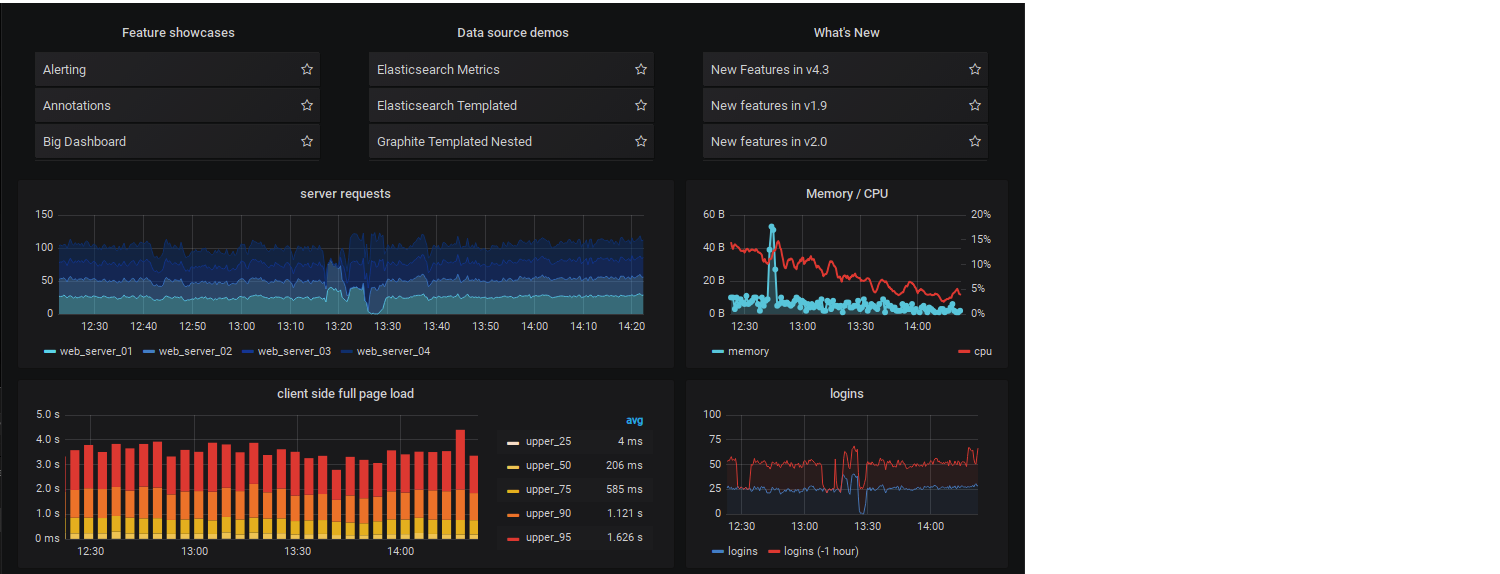 Feature showcases Data source demos What's New
Alerting Elasticsearch Metrics New Features in v4.3
Annotations Elasticsearch Templated New features in v1.9
Big Dashboard Graphite Templated Nested New features in v2.0
server requests
150
100
50
0
12:30 12:40 12:50 13:00 13:10 13:20 13:30 13:40 13:50 14:00 14:10 14:20
web_server_01 web_server_02 web_server_03 web_server_04
Memory / CPU
60 B 20%
15%
40 B
10%
20 B
5%
0 B 0%
12:30 13:00 13:30 14:00
memory cpu
client side full page load
5.0 s
4.0 s
3.0 s
2.0 s
1.0 s
0 ms
12:30 13:00 13:30 14:00
avg
upper_25 4 ms
upper_50 206 ms
upper_75 585 ms
upper_90 1.121 s
upper_95 1.626 s
logins
100
75
50
25
0
12:30 13:00 13:30 14:00
logins logins (-1 hour)